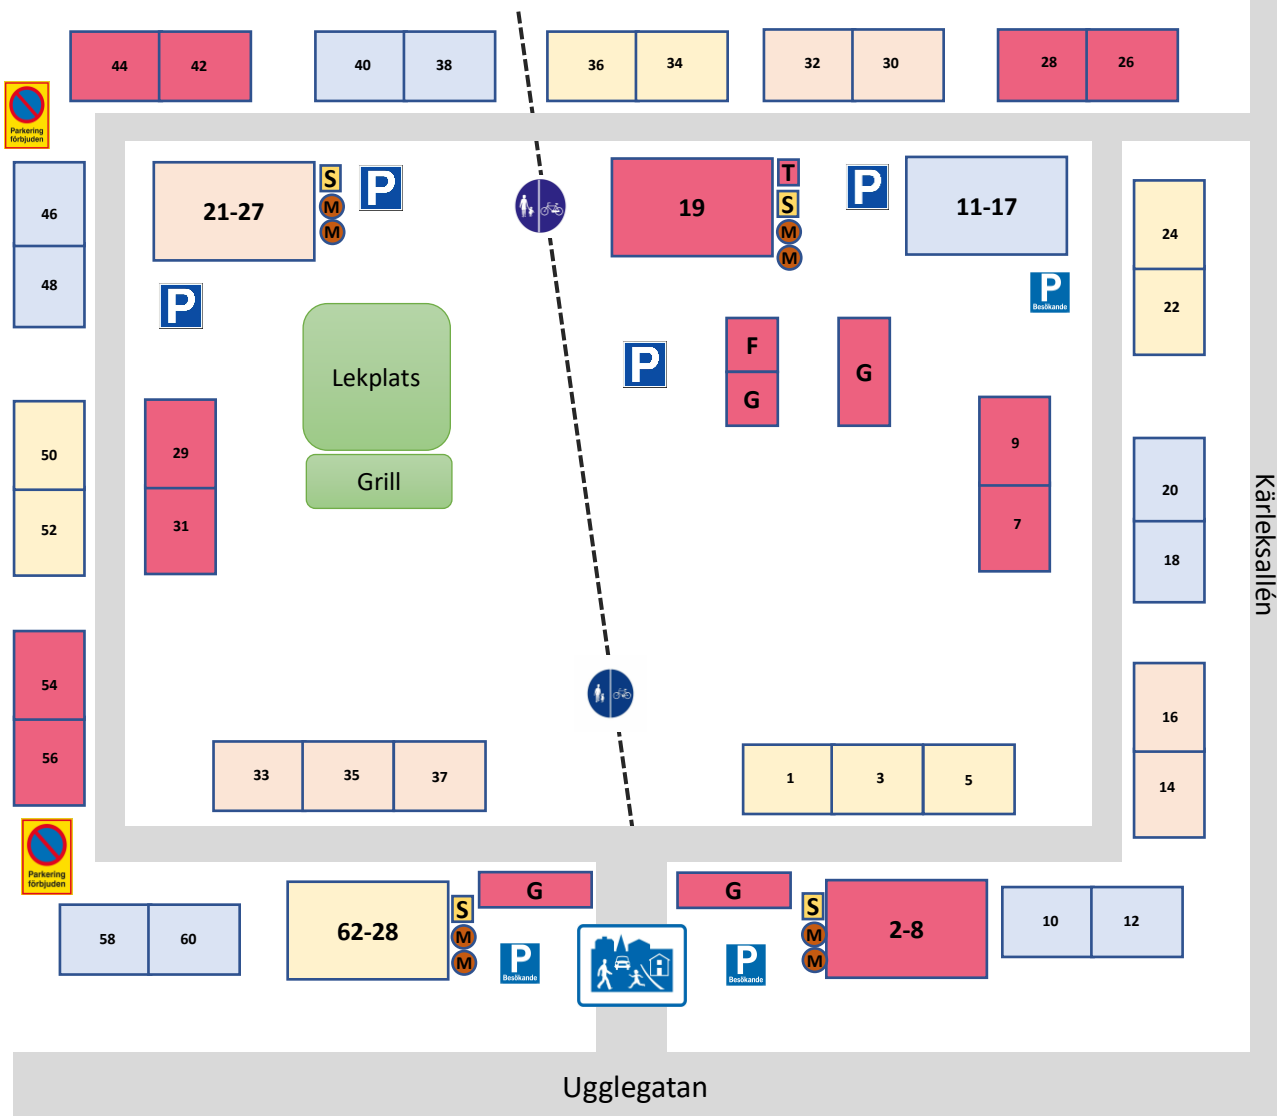 44 42 40 38 36 34 32 30 28 26
Parkering
förbjuden
46
48
21-27
S
M
M
P
19
T
S
M
M
P
11-17
24
22
P
P
Besökande
P
F
G
G
Lekplats
Grill
50
52
29
31
9
7
20
18
Kärleksallén
54
56
16
14
33 35 37
1 3 5
Parkering
förbjuden
58 60
62-28
S
M
M
G
P
Besökande
G
P
Besökande
S
M
M
2-8
10 12
Ugglegatan